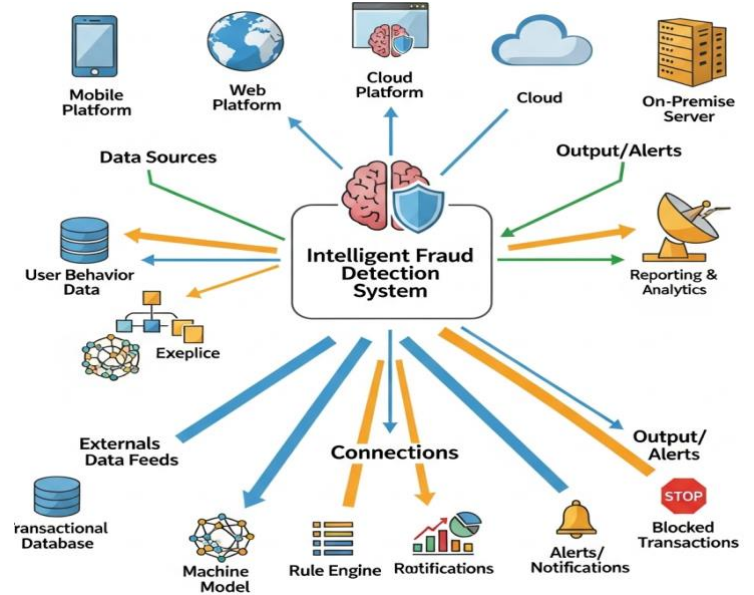 Mobile
Platform
Web
Platform
Cloud
Platform
Cloud
On-Premise
Server
Data Sources
Output/Alerts
Intelligent Fraud
Detection
System
User Behavior
Data
Reporting &
Analytics
Exeplice
Externals
Data Feeds
Connections
Output/
Alerts
STOP
ransactional
Database
Machine
Model
Rule Engine
Rotifications
Alerts/
Notifications
Blocked
Transactions